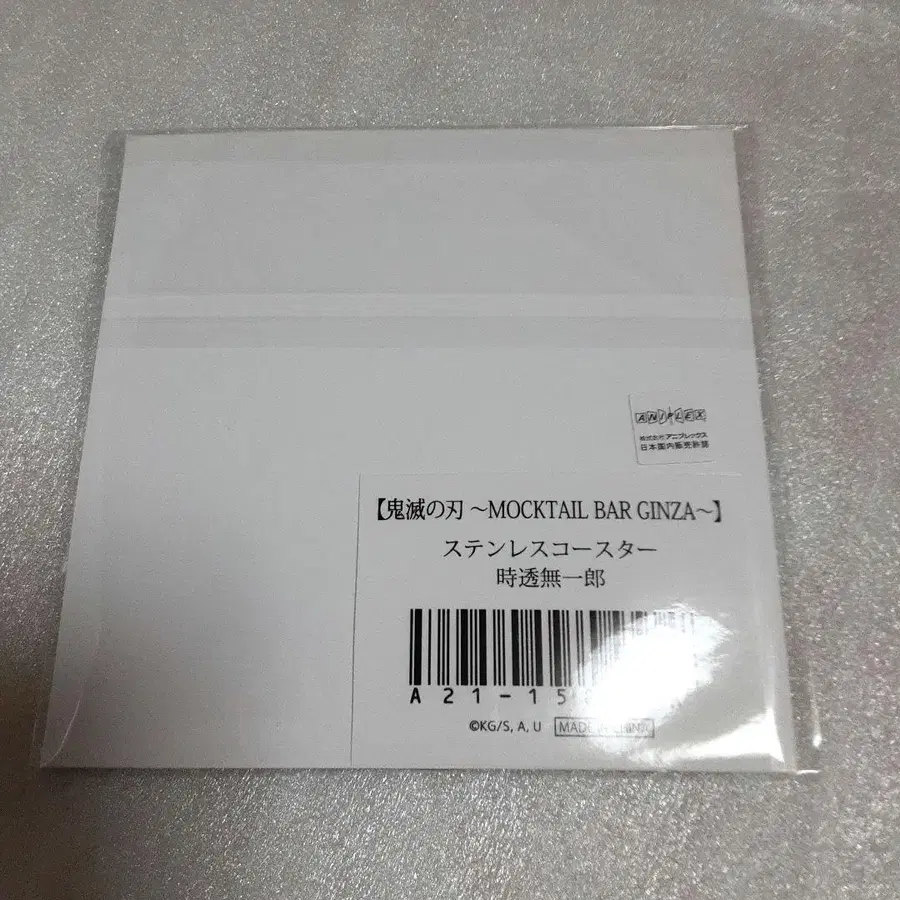 ANIPLEX
株式会社アニプレックス
日本国内販売許諾
【鬼滅の刃 ～MOCKTAIL BAR GINZA～】
ステンレスコースター
時透無一郎
A21-15
©KG/S, A, U MADE IN CHINA